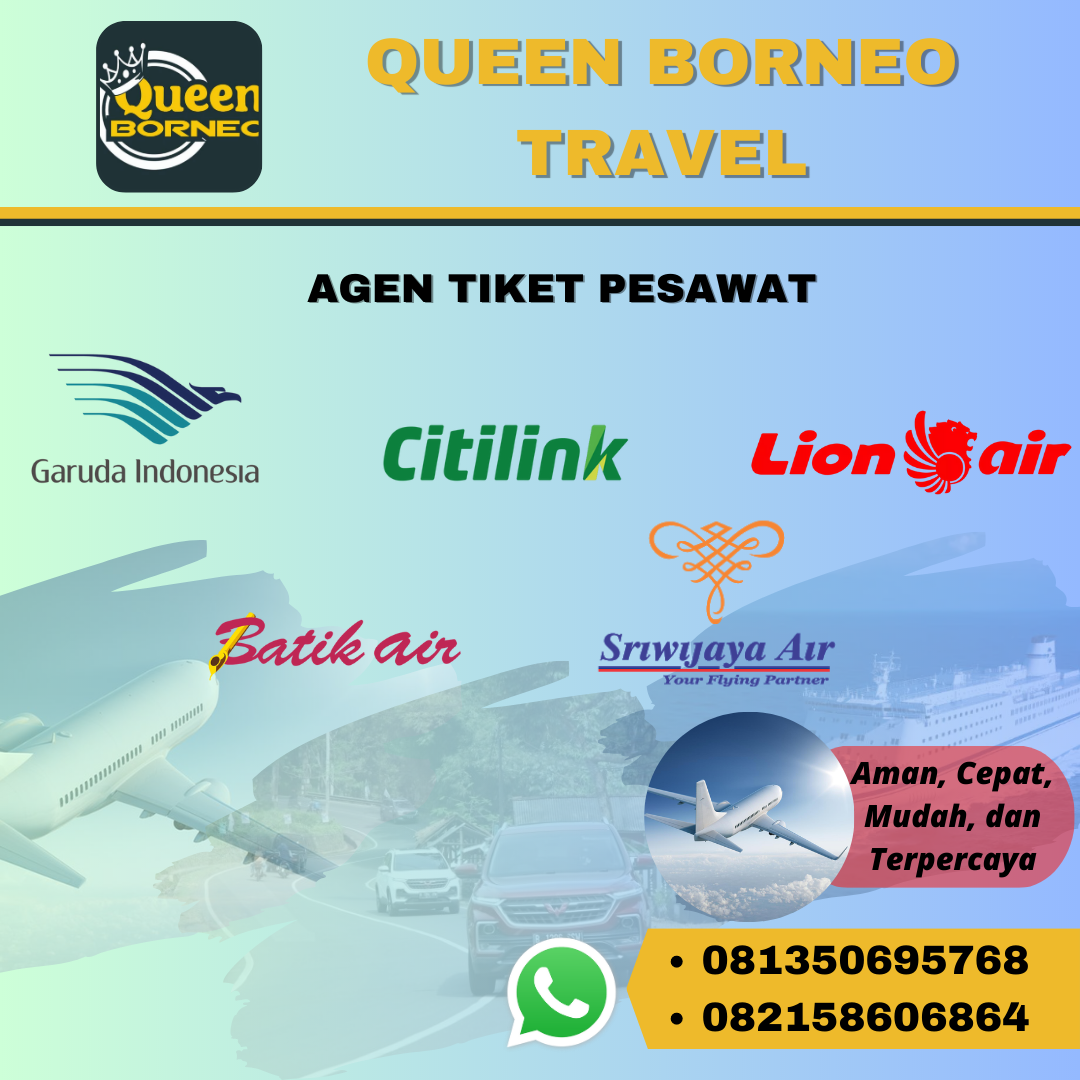 Queen
BORNEO
QUEEN BORNEO
TRAVEL
AGEN TIKET PESAWAT
Garuda Indonesia
Citilink
Lion air
Batik air
Sriwijaya Air
Your Flying Partner
Aman, Cepat,
Mudah, dan
Terpercaya
• 081350695768
• 082158606864